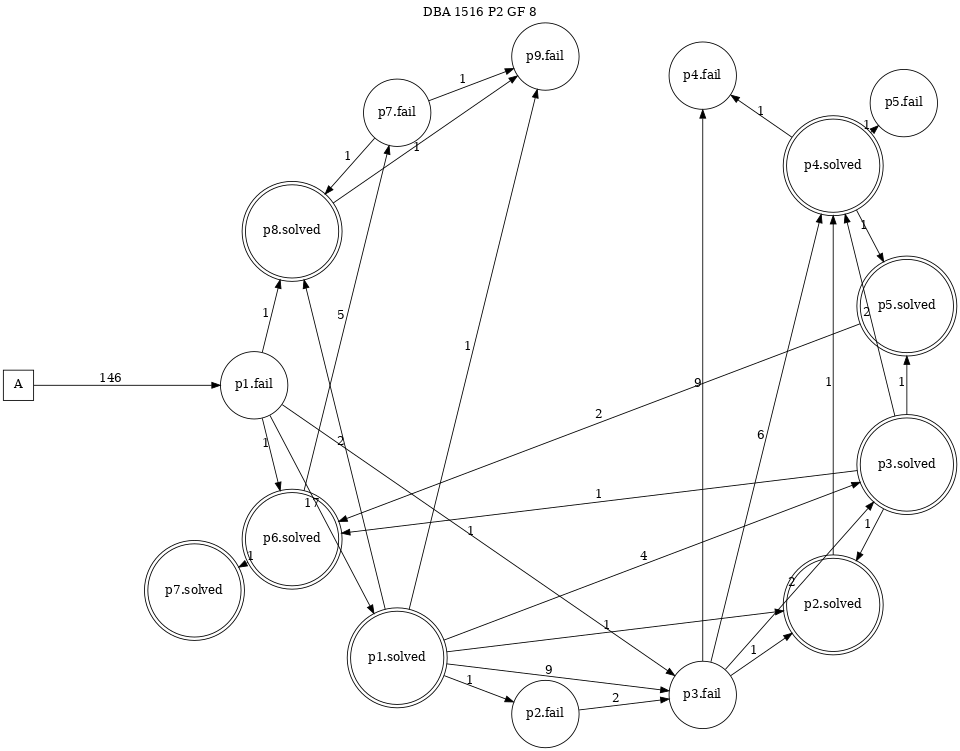 DBA 1516 P2 GF 8
p9.fail
p4.fail
1
p5.fail
p7.fail
1
1
1
1
p4.solved
p8.solved
1
5
1
p5.solved
2
1
A
146
p1.fail
1
9
1
1
2
1
2
6
p3.solved
1
17
1
1
p6.solved
1
p7.solved
4
2
p2.solved
1
1
p1.solved
9
1
1
2
p3.fail
p2.fail